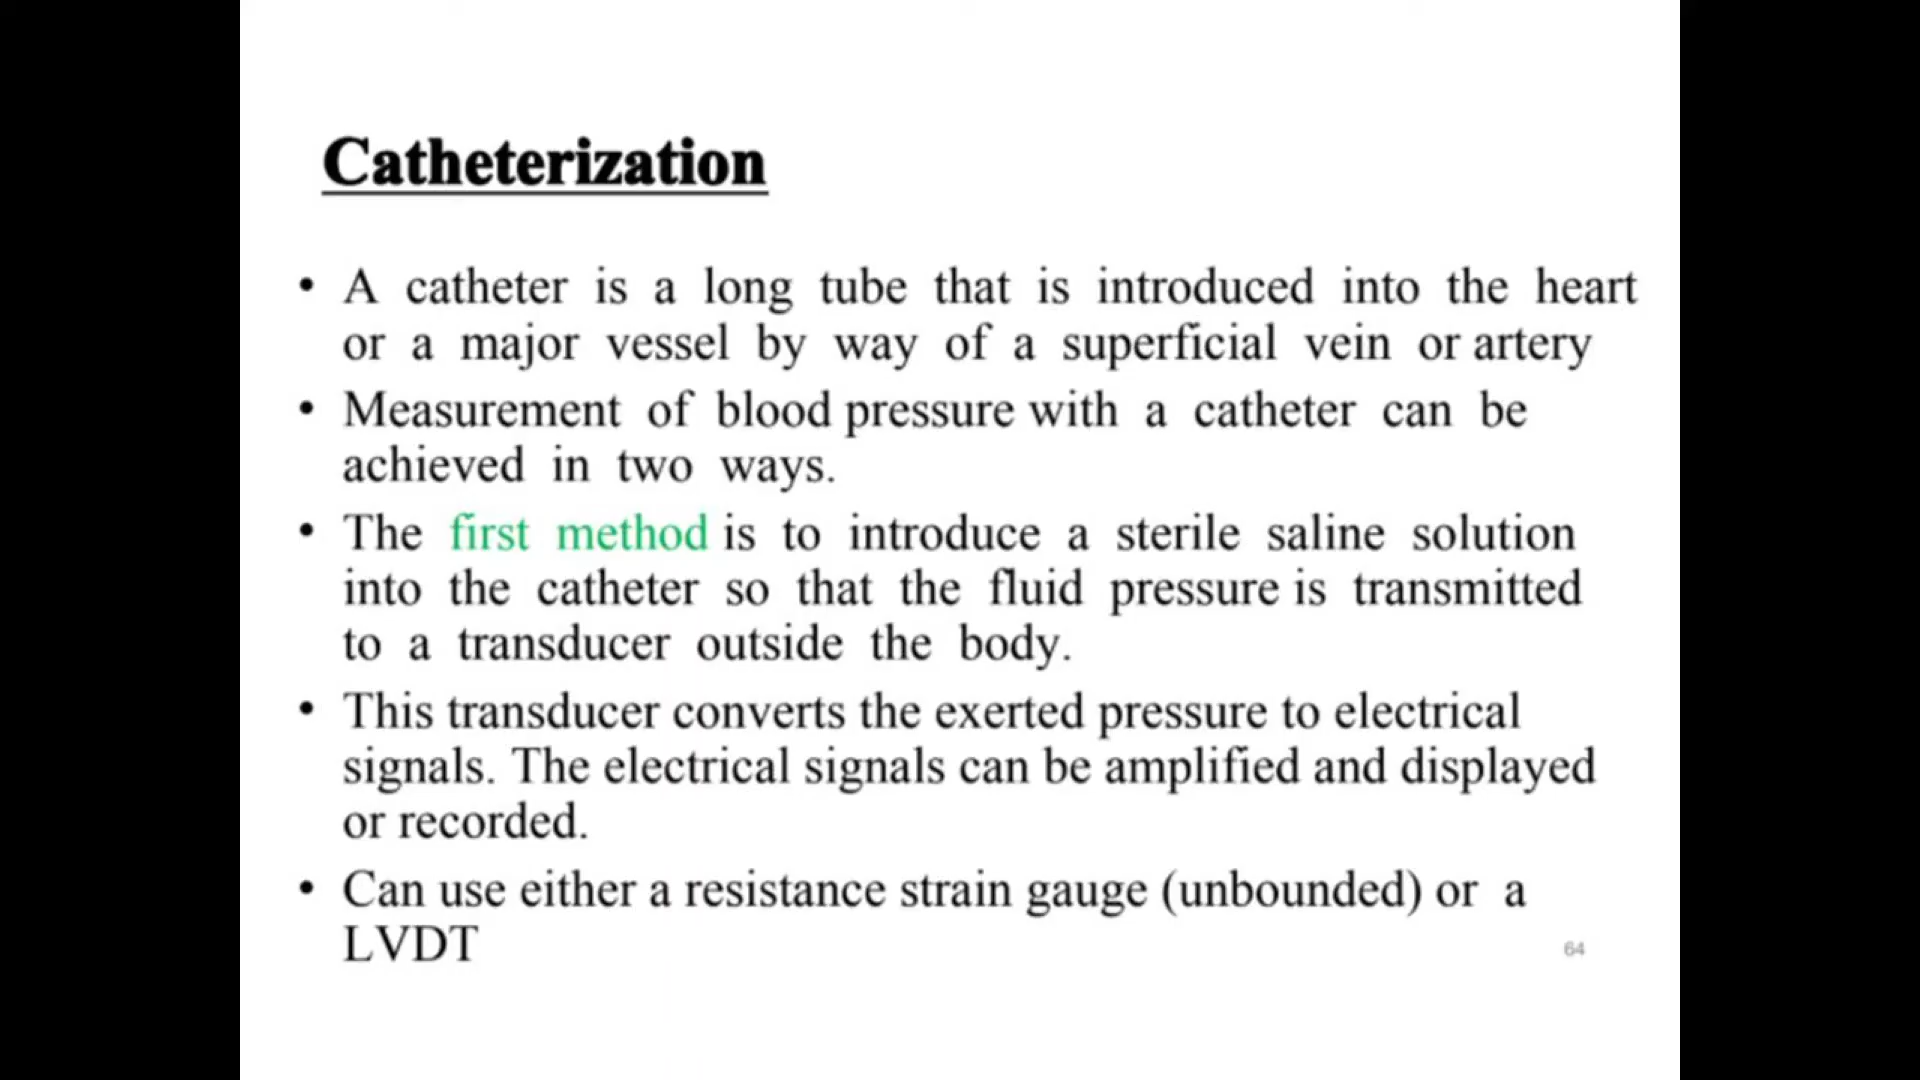 Catheterization
• A catheter is a long tube that is introduced into the heart
or a major vessel by way of a superficial vein or artery
• Measurement of blood pressure with a catheter can be
achieved in two ways.
• The first method is to introduce a sterile saline solution
into the catheter so that the fluid pressure is transmitted
to a transducer outside the body.
• This transducer converts the exerted pressure to electrical
signals. The electrical signals can be amplified and displayed
or recorded.
• Can use either a resistance strain gauge (unbounded) or a
LVDT
64